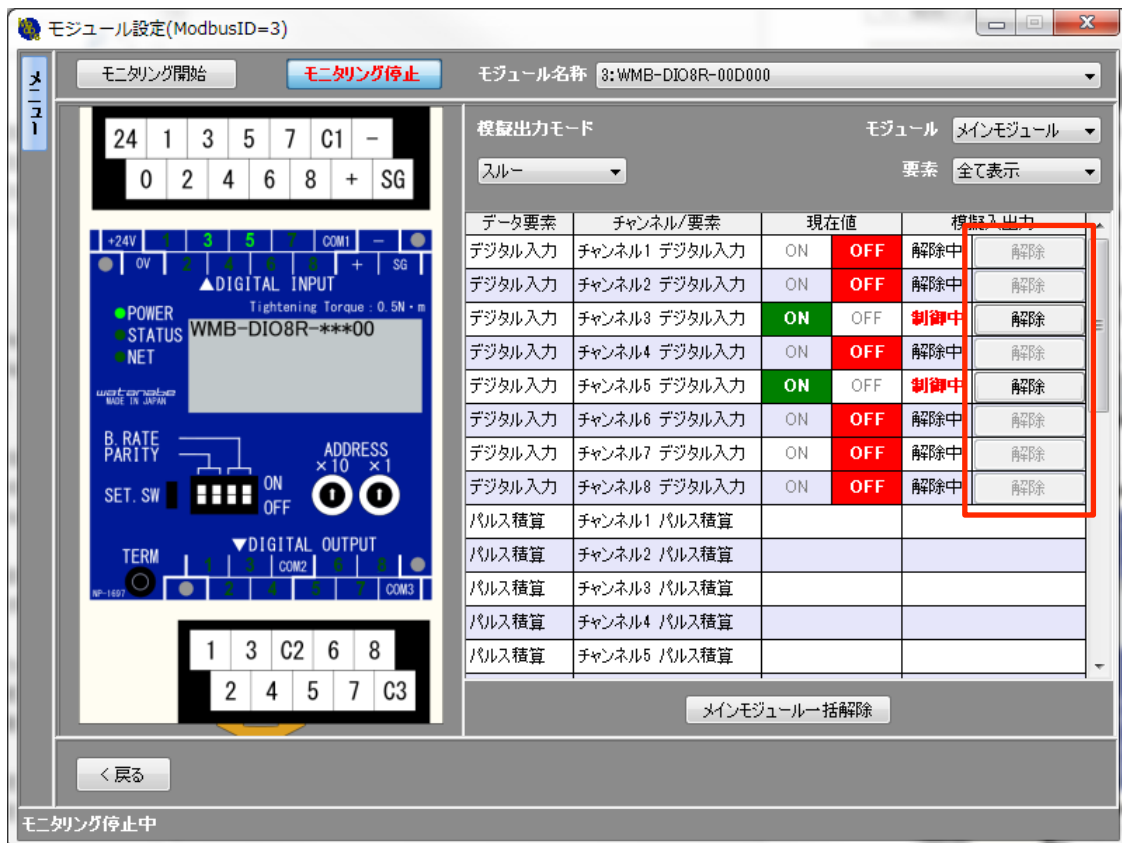 モジュール設定(ModbusID=3)
メニュー
モニタリング開始 モニタリング停止 モジュール名称 3:WMB-DIO8R-00D000
模擬出力モード モジュール メインモジュール
スルー 要素 全て表示
24 1 3 5 7 C1 -
0 2 4 6 8 + SG
+24V 1 3 5 7 COM1 -
0V 2 4 6 8 + SG
▲DIGITAL INPUT
Tightening Torque : 0.5N・m
POWER
STATUS
NET
WMB-DIO8R-***00
watanabe
MADE IN JAPAN
B. RATE
PARITY
ADDRESS
×10 ×1
SET. SW
ON
OFF
▼DIGITAL OUTPUT
TERM
1 3 COM2 6 8
NP-1697
2 4 5 7 COM3
1 3 C2 6 8
2 4 5 7 C3
データ要素 チャンネル/要素 現在値 模擬入出力
デジタル入力 チャンネル1 デジタル入力 ON OFF 解除中 解除
デジタル入力 チャンネル2 デジタル入力 ON OFF 解除中 解除
デジタル入力 チャンネル3 デジタル入力 ON OFF 制御中 解除
デジタル入力 チャンネル4 デジタル入力 ON OFF 解除中 解除
デジタル入力 チャンネル5 デジタル入力 ON OFF 制御中 解除
デジタル入力 チャンネル6 デジタル入力 ON OFF 解除中 解除
デジタル入力 チャンネル7 デジタル入力 ON OFF 解除中 解除
デジタル入力 チャンネル8 デジタル入力 ON OFF 解除中 解除
パルス積算 チャンネル1 パルス積算
パルス積算 チャンネル2 パルス積算
パルス積算 チャンネル3 パルス積算
パルス積算 チャンネル4 パルス積算
パルス積算 チャンネル5 パルス積算
メインモジュール一括解除
<戻る
モニタリング停止中